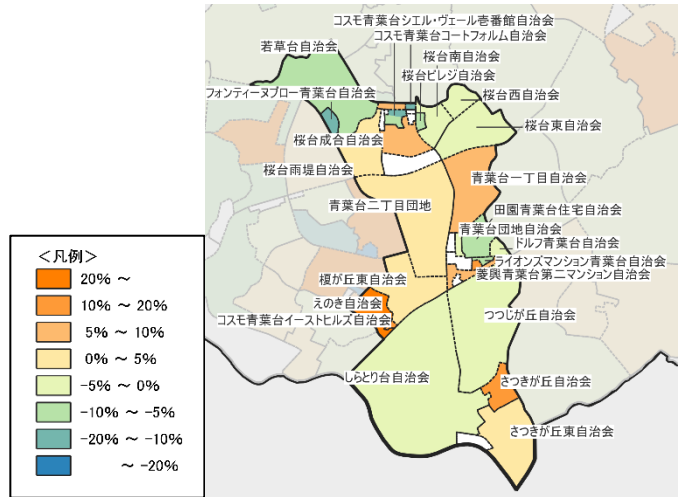 コスモ青葉台シエル・ヴェール壱番館自治会
コスモ青葉台コートフォルム自治会
若草台自治会
桜台南自治会
桜台ビレジ自治会
フォンティーヌブロー青葉台自治会
桜台西自治会
桜台成合自治会
桜台東自治会
桜台雨堤自治会
青葉台一丁目自治会
青葉台二丁目団地
田園青葉台住宅自治会
青葉台団地自治会
ドルフ青葉台自治会
ライオンズマンション青葉台自治会
菱興青葉台第二マンション自治会
榎が丘東自治会
えのき自治会
コスモ青葉台イーストヒルズ自治会
つつじが丘自治会
しらとり台自治会
さつきが丘自治会
さつきが丘東自治会
＜凡例＞
20% ～
10% ～ 20%
5% ～ 10%
0% ～ 5%
-5% ～ 0%
-10% ～ -5%
-20% ～ -10%
～ -20%